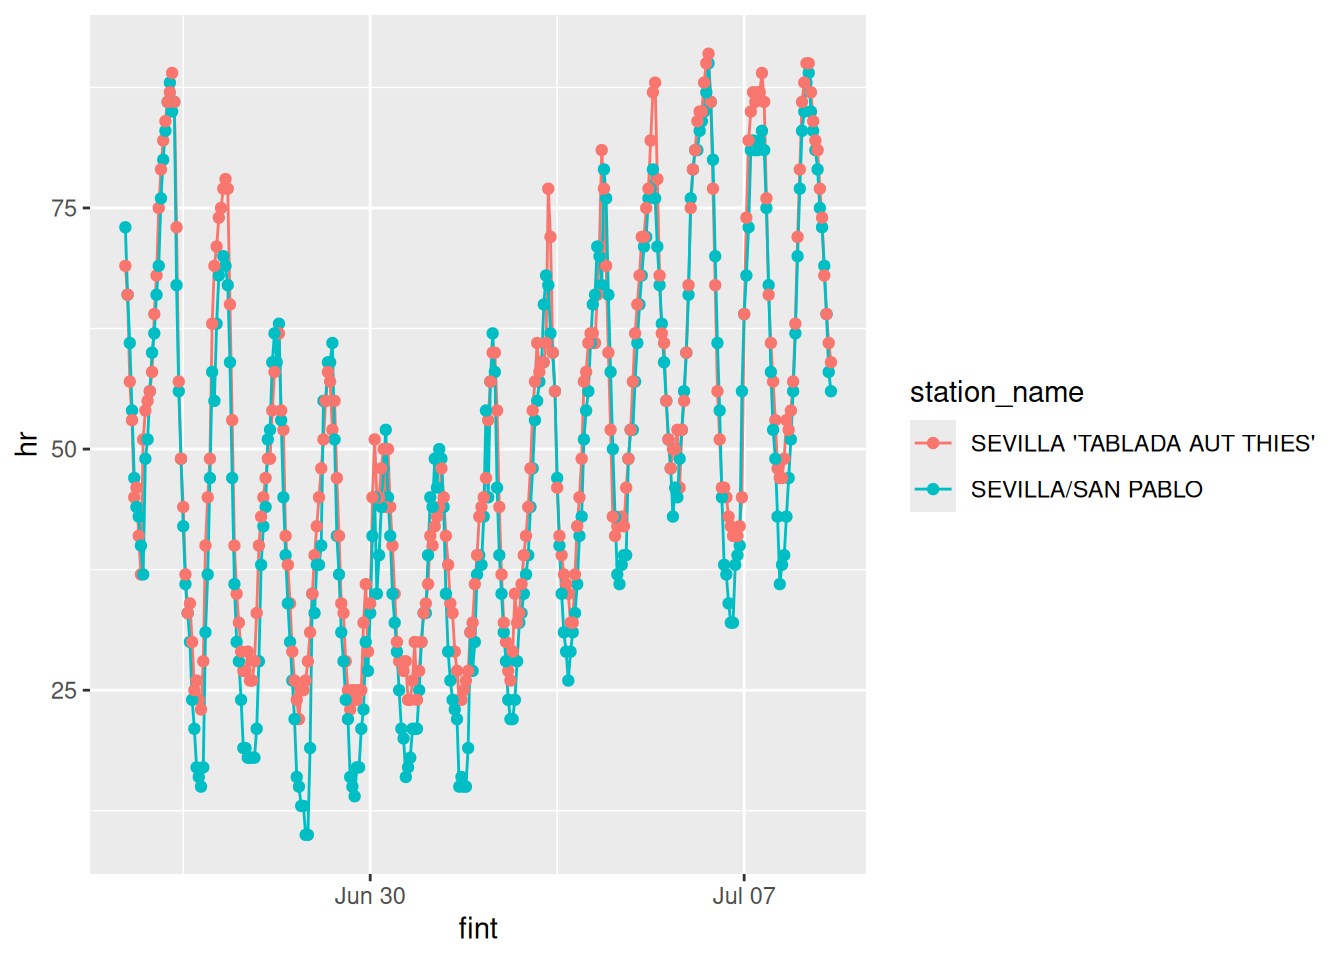 75
50
25
hr
Jun 30
Jul 07
fint
station_name
SEVILLA 'TABLADA AUT THIES'
SEVILLA/SAN PABLO